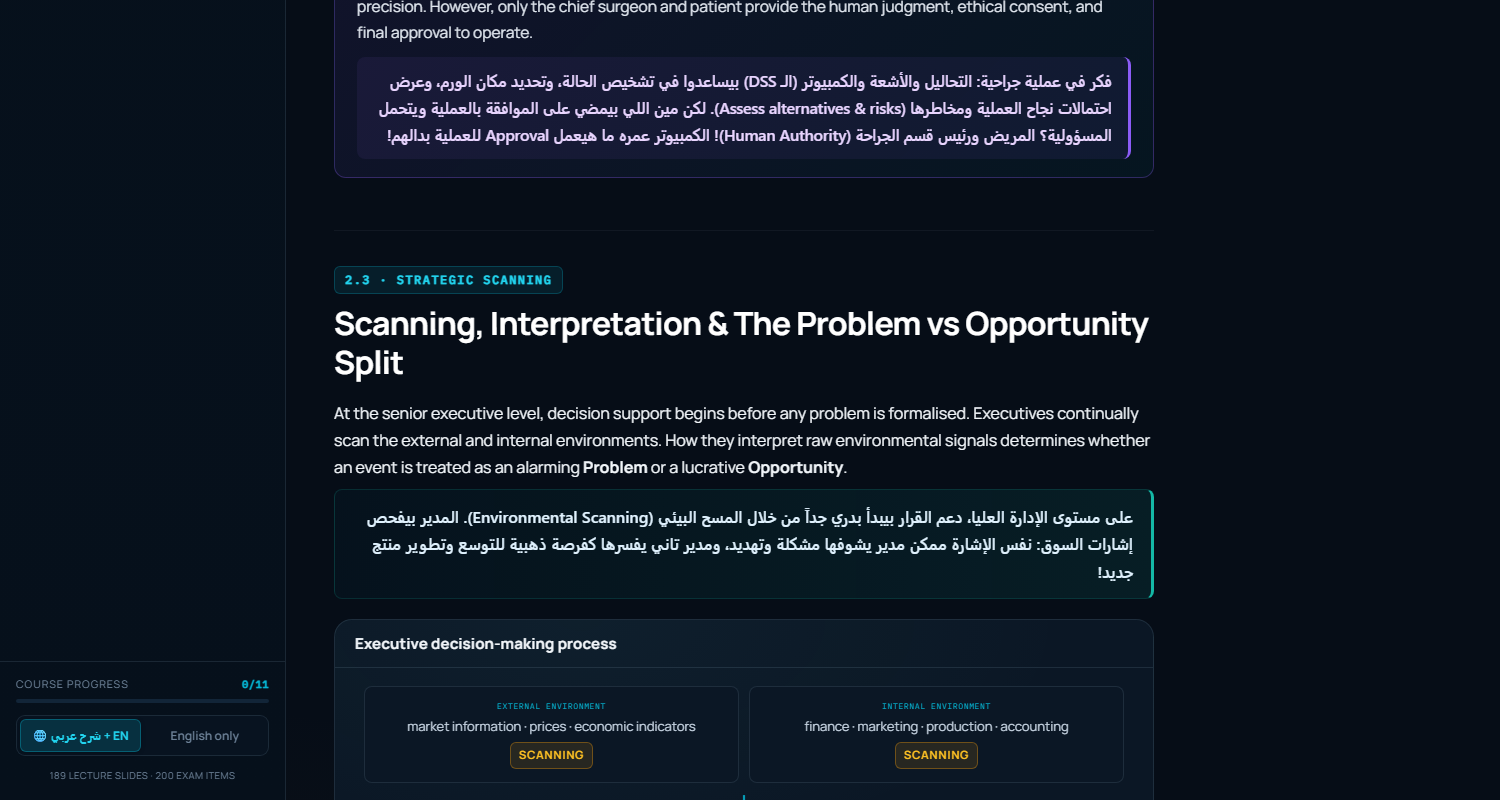 precision. However, only the chief surgeon and patient provide the human judgment, ethical consent, and
final approval to operate.
فكر في عملية جراحية: التحاليل والأشعة والكمبيوتر (الـ DSS) بيساعدوا في تشخيص الحالة، وتحديد مكان الورم، وعرض
احتمالات نجاح العملية ومخاطرها (Assess alternatives & risks). لكن مين اللي بيمضي على الموافقة بالعملية ويتحمل
المسؤولية؟ المريض ورئيس قسم الجراحة (Human Authority)! الكمبيوتر عمره ما هيعمل Approval للعملية بدالهم!
2.3 · STRATEGIC SCANNING
Scanning, Interpretation & The Problem vs Opportunity
Split
At the senior executive level, decision support begins before any problem is formalised. Executives continually
scan the external and internal environments. How they interpret raw environmental signals determines whether
an event is treated as an alarming Problem or a lucrative Opportunity.
على مستوى الإدارة العليا، دعم القرار بيبدأ بدري جداً من خلال المسح البيئي (Environmental Scanning). المدير بيفحص
إشارات السوق: نفس الإشارة ممكن مدير يشوفها مشكلة وتهديد، ومدير تاني يفسرها كفرصة ذهبية للتوسع وتطوير منتج
جديد!
Executive decision-making process
EXTERNAL ENVIRONMENT
market information · prices · economic indicators
SCANNING
INTERNAL ENVIRONMENT
finance · marketing · production · accounting
SCANNING
COURSE PROGRESS 0/11
🌐 شرح عربي + EN
English only
189 LECTURE SLIDES · 200 EXAM ITEMS